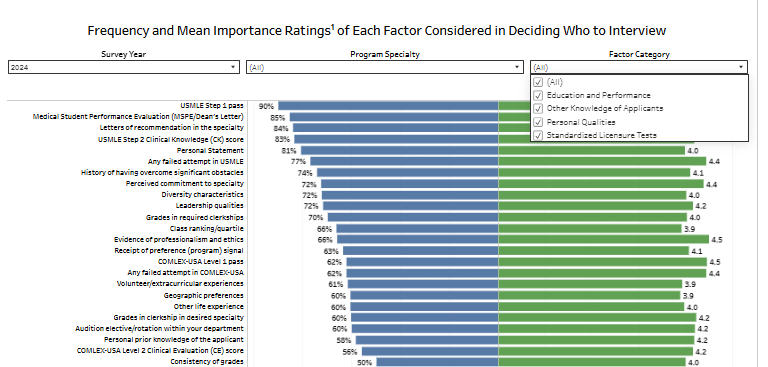 Frequency and Mean Importance Ratings¹ of Each Factor Considered in Deciding Who to Interview
Survey Year Program Specialty Factor Category
2024 (All) (All)
(All)
Education and Performance
Other Knowledge of Applicants
Personal Qualities
Standardized Licensure Tests
USMLE Step 1 pass 90%
Medical Student Performance Evaluation (MSPE/Dean's Letter) 85%
Letters of recommendation in the specialty 84%
USMLE Step 2 Clinical Knowledge (CK) score 83%
Personal Statement 81% 4.0
Any failed attempt in USMLE 77% 4.4
History of having overcome significant obstacles 74% 4.1
Perceived commitment to specialty 72% 4.4
Diversity characteristics 72% 4.0
Leadership qualities 72% 4.2
Grades in required clerkships 70% 4.0
Class ranking/quartile 66% 3.9
Evidence of professionalism and ethics 66% 4.5
Receipt of preference (program) signal 63% 4.1
COMLEX-USA Level 1 pass 62% 4.5
Any failed attempt in COMLEX-USA 62% 4.4
Volunteer/extracurricular experiences 61% 3.9
Geographic preferences 60% 3.9
Other life experience 60% 4.0
Grades in clerkship in desired specialty 60% 4.2
Audition elective/rotation within your department 60% 4.2
Personal prior knowledge of the applicant 58% 4.2
COMLEX-USA Level 2 Clinical Evaluation (CE) score 56% 4.2
Consistency of grades 50% 4.0